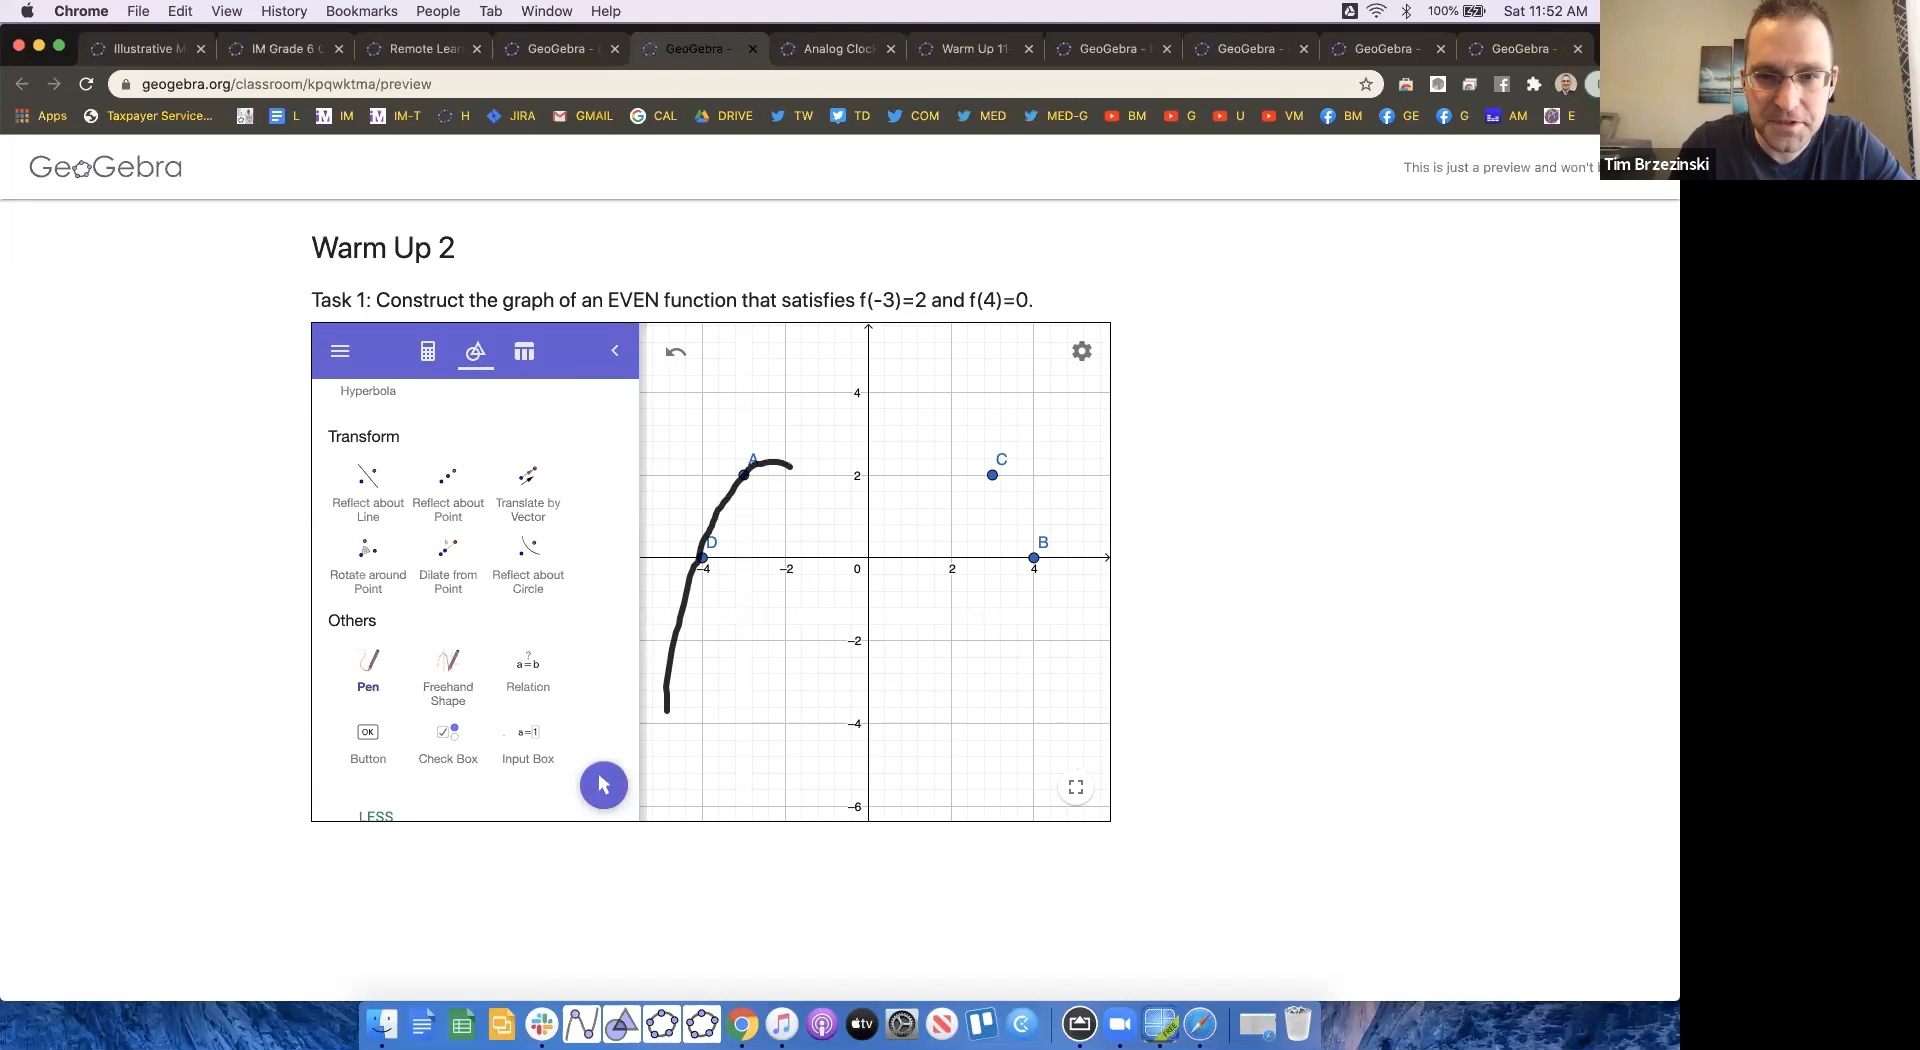 Chrome File Edit View History Bookmarks People Tab Window Help 100% Sat 11:52 AM
Illustrative M IM Grade 6 Remote Lear GeoGebra - GeoGebra - Analog Clock Warm Up 11 GeoGebra - GeoGebra - GeoGebra - GeoGebra -
geogebra.org/classroom/kpqwktma/preview
Apps Taxpayer Service... L IM IM-T H JIRA GMAIL CAL DRIVE TW TD COM MED MED-G BM G U VM BM GE G AM E
GeoGebra
This is just a preview and won't
Tim Brzezinski
Warm Up 2
Task 1: Construct the graph of an EVEN function that satisfies f(-3)=2 and f(4)=0.
Hyperbola
Transform
Reflect about Line
Reflect about Point
Translate by Vector
Rotate around Point
Dilate from Point
Reflect about Circle
Others
Pen
Freehand Shape
a=b
Relation
OK
Button
Check Box
a=1
Input Box
LESS
4
A
C
2
D
B
-4 -2 0 2 4
-2
-4
-6
tv
FREE